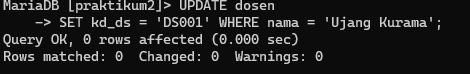 MariaDB [praktikum2]> UPDATE dosen
    -> SET kd_ds = 'DS001' WHERE nama = 'Ujang Kurama';
Query OK, 0 rows affected (0.000 sec)
Rows matched: 0  Changed: 0  Warnings: 0